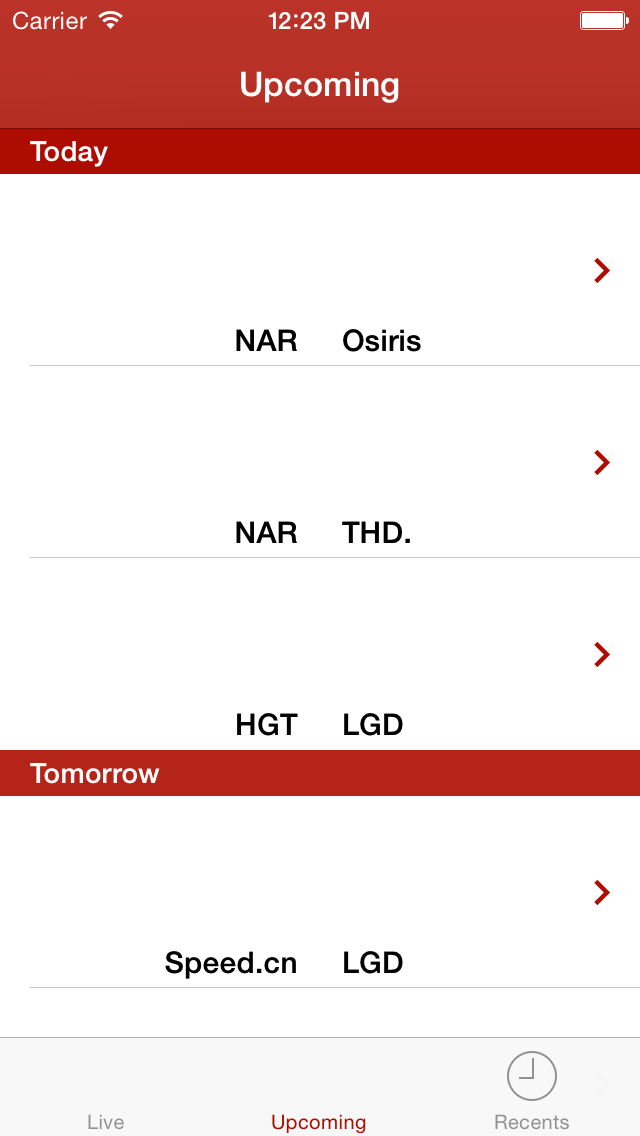 Carrier 12:23 PM
Upcoming
Today
NAR Osiris
NAR THD.
HGT LGD
Tomorrow
Speed.cn LGD
Live Upcoming Recents